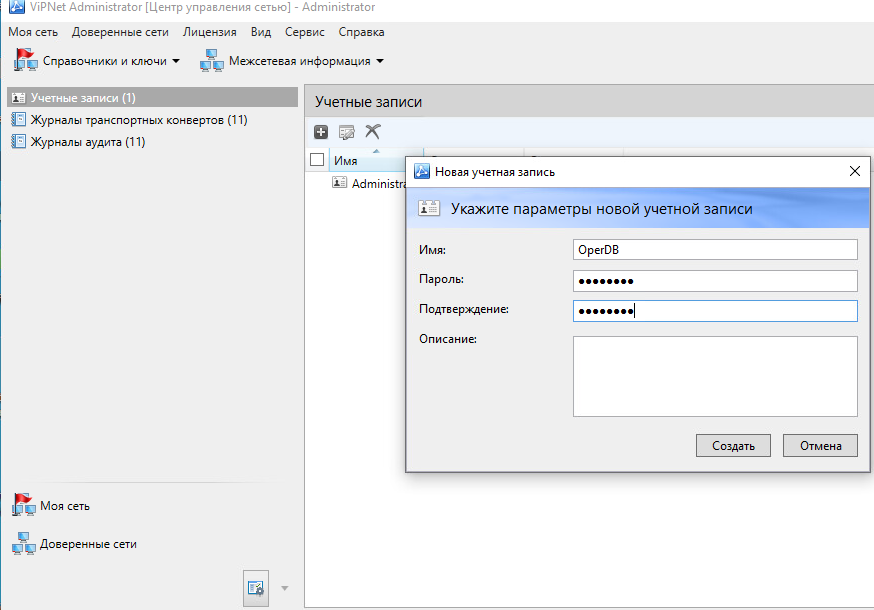 ViPNet Administrator [Центр управления сетью] - Administrator
Моя сеть Доверенные сети Лицензия Вид Сервис Справка
Справочники и ключи Межсетевая информация
Учетные записи (1)
Журналы транспортных конвертов (11)
Журналы аудита (11)
Моя сеть
Доверенные сети
Учетные записи
Имя
Administra
Новая учетная запись
Укажите параметры новой учетной записи
Имя: OperDB
Пароль: ●●●●●●●●
Подтверждение: ●●●●●●●●
Описание:
Создать Отмена